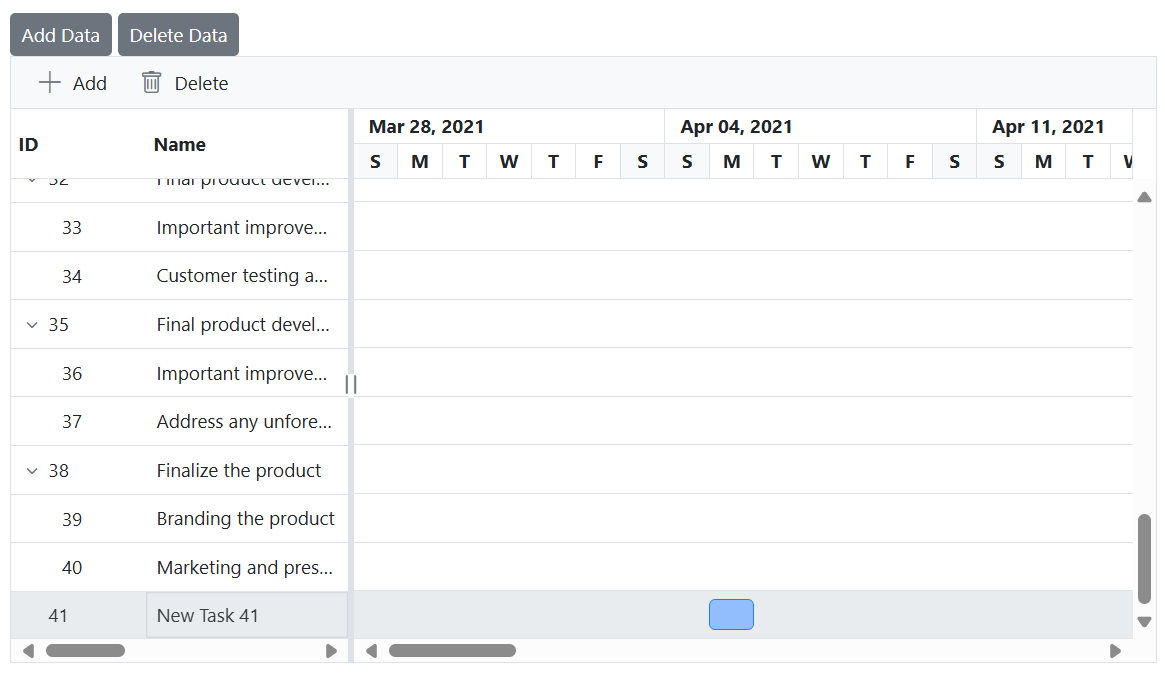 Add Data Delete Data
Add Delete
ID Name Mar 28, 2021 Apr 04, 2021 Apr 11, 2021
S M T W T F S S M T W T F S S M T W
32 Final product devel...
33 Important improve...
34 Customer testing a...
35 Final product devel...
36 Important improve...
37 Address any unfore...
38 Finalize the product
39 Branding the product
40 Marketing and pres...
41 New Task 41